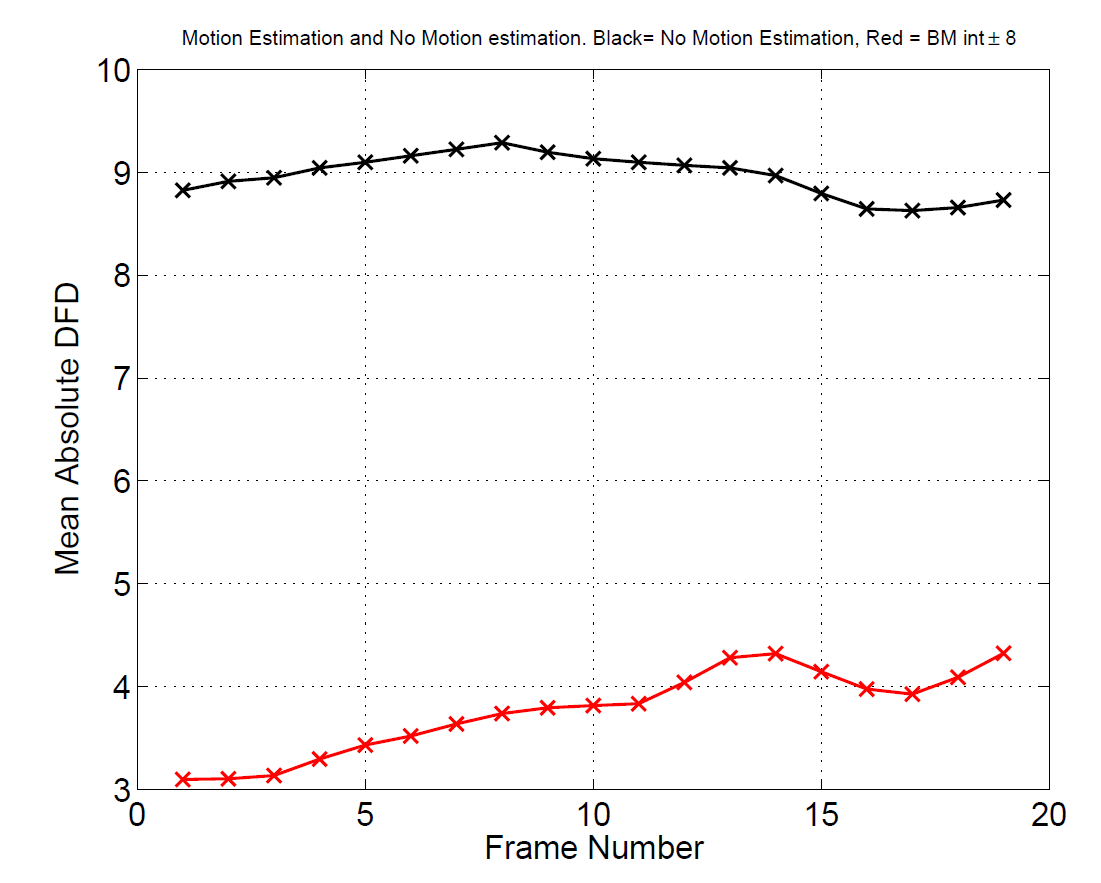 Motion Estimation and No Motion estimation. Black= No Motion Estimation, Red = BM int± 8
10
9
8
7
6
5
4
3
Mean Absolute DFD
0 5 10 15 20
Frame Number